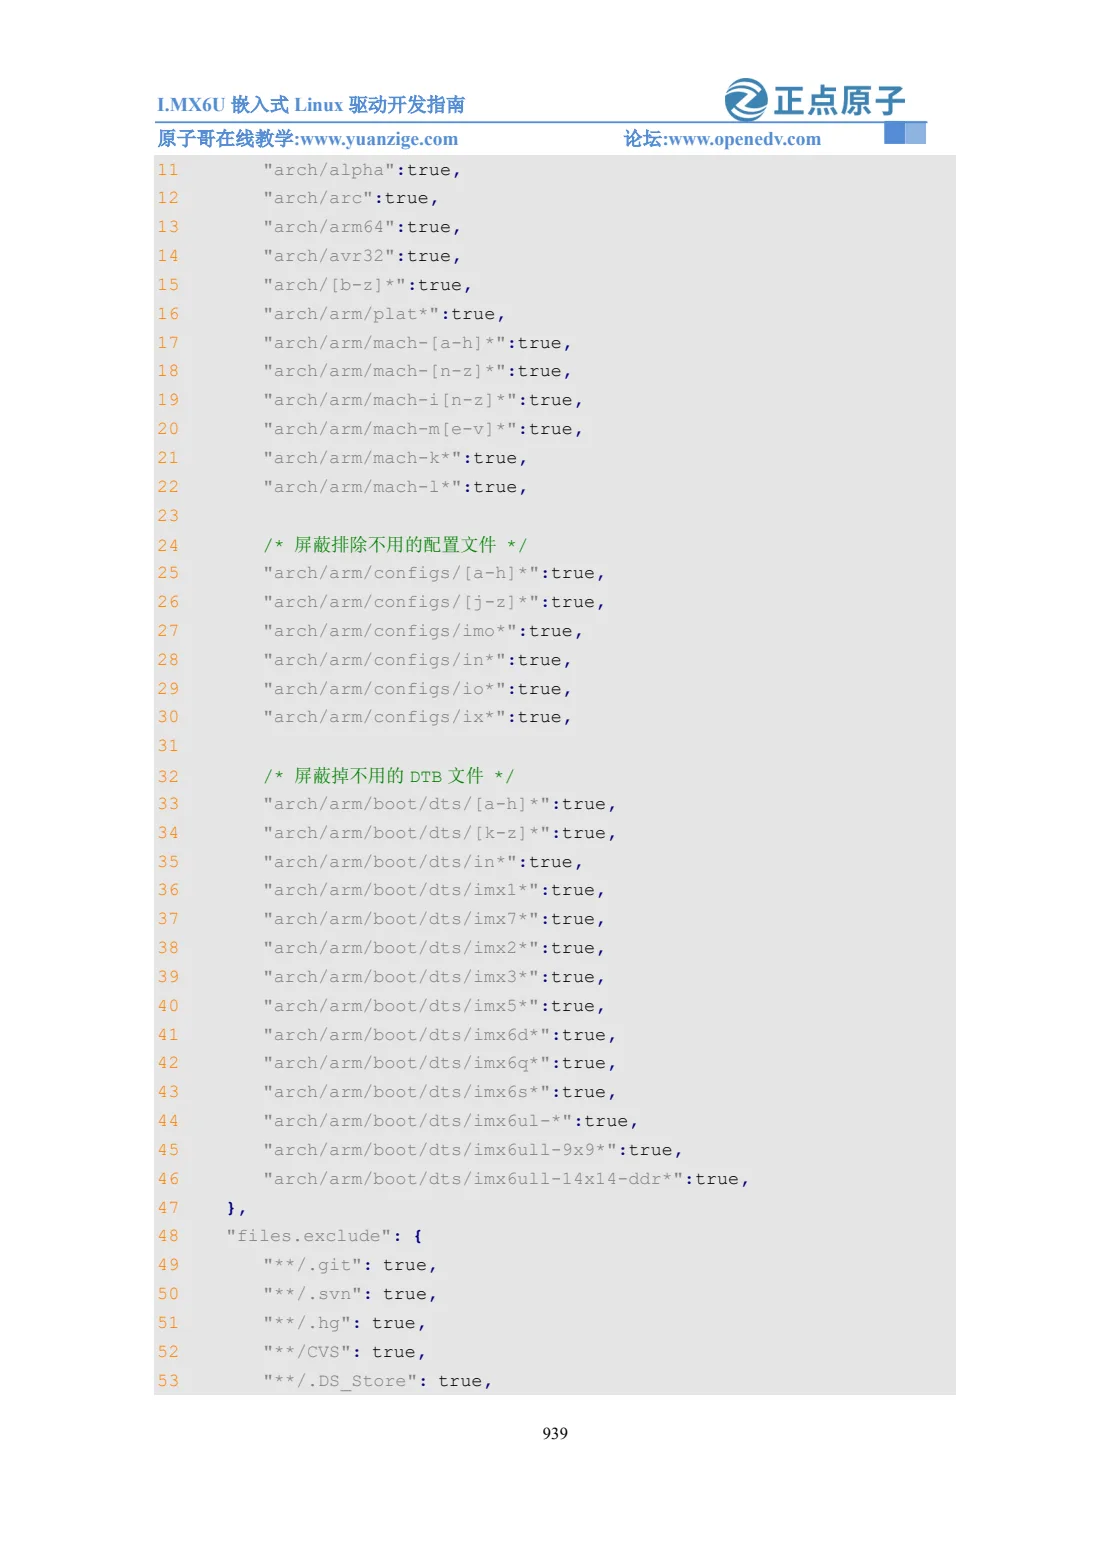 I.MX6U 嵌入式 Linux 驱动开发指南
正点原子
原子哥在线教学:www.yuanzige.com 论坛:www.openedv.com
11 "arch/alpha":true,
12 "arch/arc":true,
13 "arch/arm64":true,
14 "arch/avr32":true,
15 "arch/[b-z]*":true,
16 "arch/arm/plat*":true,
17 "arch/arm/mach-[a-h]*":true,
18 "arch/arm/mach-[n-z]*":true,
19 "arch/arm/mach-i[n-z]*":true,
20 "arch/arm/mach-m[e-v]*":true,
21 "arch/arm/mach-k*":true,
22 "arch/arm/mach-l*":true,
23
24 /* 屏蔽排除不用的配置文件 */
25 "arch/arm/configs/[a-h]*":true,
26 "arch/arm/configs/[j-z]*":true,
27 "arch/arm/configs/imo*":true,
28 "arch/arm/configs/in*":true,
29 "arch/arm/configs/io*":true,
30 "arch/arm/configs/ix*":true,
31
32 /* 屏蔽掉不用的 DTB 文件 */
33 "arch/arm/boot/dts/[a-h]*":true,
34 "arch/arm/boot/dts/[k-z]*":true,
35 "arch/arm/boot/dts/in*":true,
36 "arch/arm/boot/dts/imx1*":true,
37 "arch/arm/boot/dts/imx7*":true,
38 "arch/arm/boot/dts/imx2*":true,
39 "arch/arm/boot/dts/imx3*":true,
40 "arch/arm/boot/dts/imx5*":true,
41 "arch/arm/boot/dts/imx6d*":true,
42 "arch/arm/boot/dts/imx6q*":true,
43 "arch/arm/boot/dts/imx6s*":true,
44 "arch/arm/boot/dts/imx6ul-*":true,
45 "arch/arm/boot/dts/imx6ull-9x9*":true,
46 "arch/arm/boot/dts/imx6ull-14x14-ddr*":true,
47 },
48 "files.exclude": {
49 "**/.git": true,
50 "**/.svn": true,
51 "**/.hg": true,
52 "**/CVS": true,
53 "**/.DS_Store": true,
939